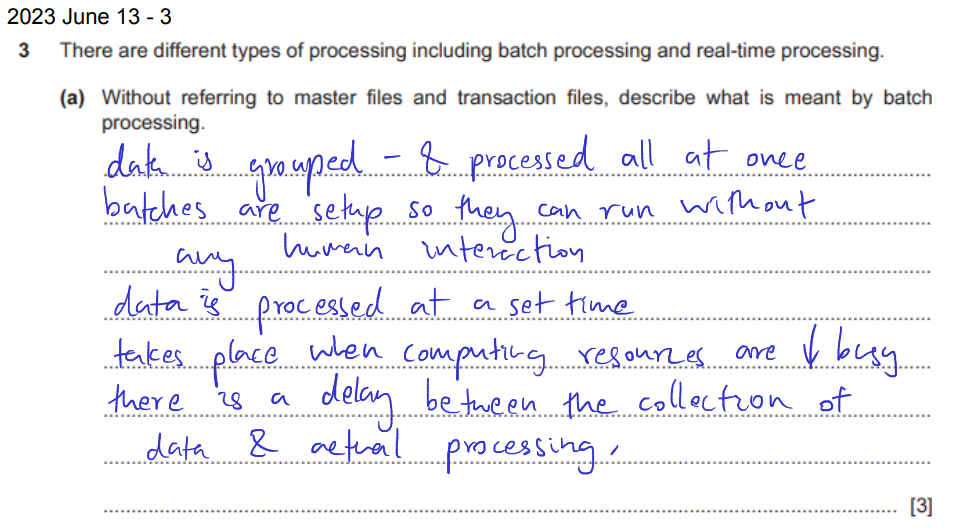 2023 June 13 - 3
3 There are different types of processing including batch processing and real-time processing.
(a) Without referring to master files and transaction files, describe what is meant by batch
processing.
data is grouped - & processed all at once
batches are setup so they can run without
any human interaction
data is processed at a set time
takes place when computing resources are ↓ busy
there is a delay between the collection of
data & actual processing.
[3]